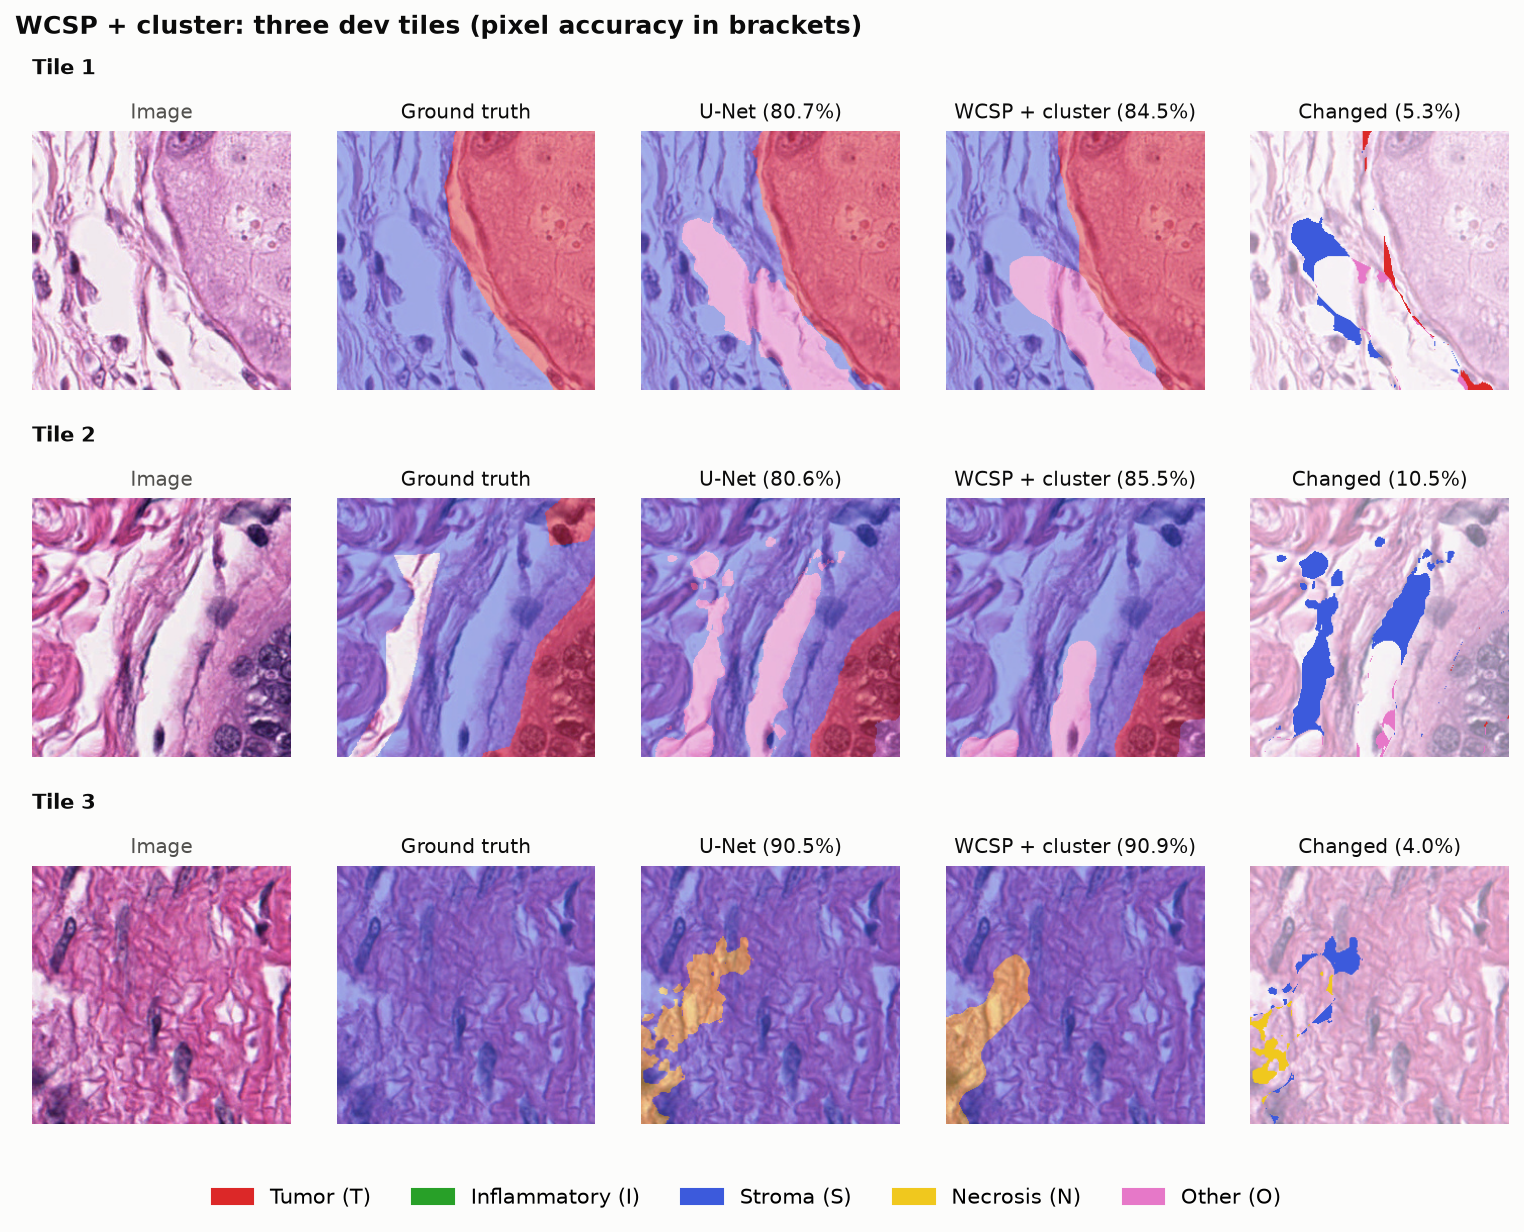 WCSP + cluster: three dev tiles (pixel accuracy in brackets)
Tile 1
Image
Ground truth
U-Net (80.7%)
WCSP + cluster (84.5%)
Changed (5.3%)
Tile 2
Image
Ground truth
U-Net (80.6%)
WCSP + cluster (85.5%)
Changed (10.5%)
Tile 3
Image
Ground truth
U-Net (90.5%)
WCSP + cluster (90.9%)
Changed (4.0%)
Tumor (T)
Inflammatory (I)
Stroma (S)
Necrosis (N)
Other (O)